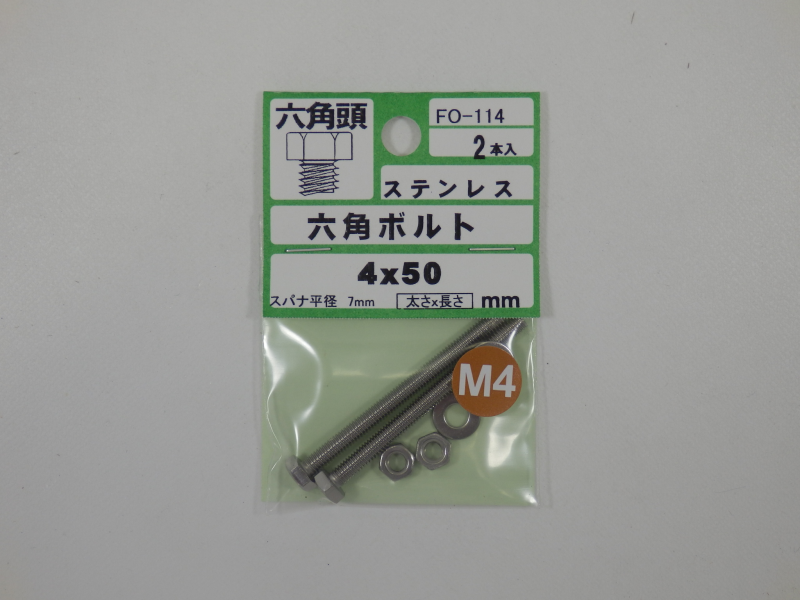 六角頭
FO-114
2本入
ステンレス
六角ボルト
4x50
スパナ平径 7mm 太さx長さ mm
M4